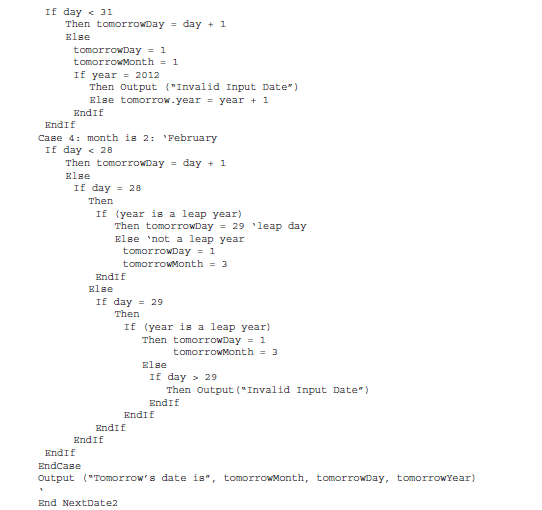 If day < 31
Then tomorrowDay = day + 1
Else
tomorrowDay = 1
tomorrowMonth = 1
If year = 2012
Then Output ("Invalid Input Date")
Else tomorrow.year = year + 1
EndIf
EndIf
Case 4: month is 2: 'February
If day < 28
Then tomorrowDay = day + 1
Else
If day = 28
Then
If (year is a leap year)
Then tomorrowDay = 29 'leap day
Else 'not a leap year
tomorrowDay = 1
tomorrowMonth = 3
EndIf
Else
If day = 29
Then
If (year is a leap year)
Then tomorrowDay = 1
tomorrowMonth = 3
Else
If day > 29
Then Output("Invalid Input Date")
EndIf
EndIf
EndIf
EndIf
EndIf
EndCase
Output ("Tomorrow's date is", tomorrowMonth, tomorrowDay, tomorrowYear)
'
End NextDate2